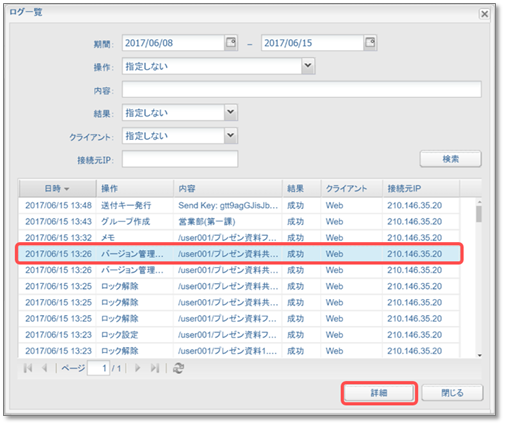 ログ一覧
期間: 2017/06/08 – 2017/06/15
操作: 指定しない
内容:
結果: 指定しない
クライアント: 指定しない
接続元IP: 検索
日時 操作 内容 結果 クライアント 接続元IP
2017/06/15 13:48 送付キー発行 Send Key: gtt9agGJisJb... 成功 Web 210.146.35.20
2017/06/15 13:43 グループ作成 営業部(第一課) 成功 Web 210.146.35.20
2017/06/15 13:32 メモ /user001/プレゼン資料フ... 成功 Web 210.146.35.20
2017/06/15 13:26 バージョン管理... /user001/プレゼン資料共... 成功 Web 210.146.35.20
2017/06/15 13:26 バージョン管理... /user001/プレゼン資料共... 成功 Web 210.146.35.20
2017/06/15 13:25 ロック解除 /user001/プレゼン資料共... 成功 Web 210.146.35.20
2017/06/15 13:25 ロック解除 /user001/プレゼン資料共... 成功 Web 210.146.35.20
2017/06/15 13:25 ロック解除 /user001/プレゼン資料フ... 成功 Web 210.146.35.20
2017/06/15 13:23 ロック設定 /user001/プレゼン資料フ... 成功 Web 210.146.35.20
2017/06/15 13:23 ロック解除 /user001/プレゼン資料1.... 成功 Web 210.146.35.20
ページ 1 / 1
詳細 閉じる